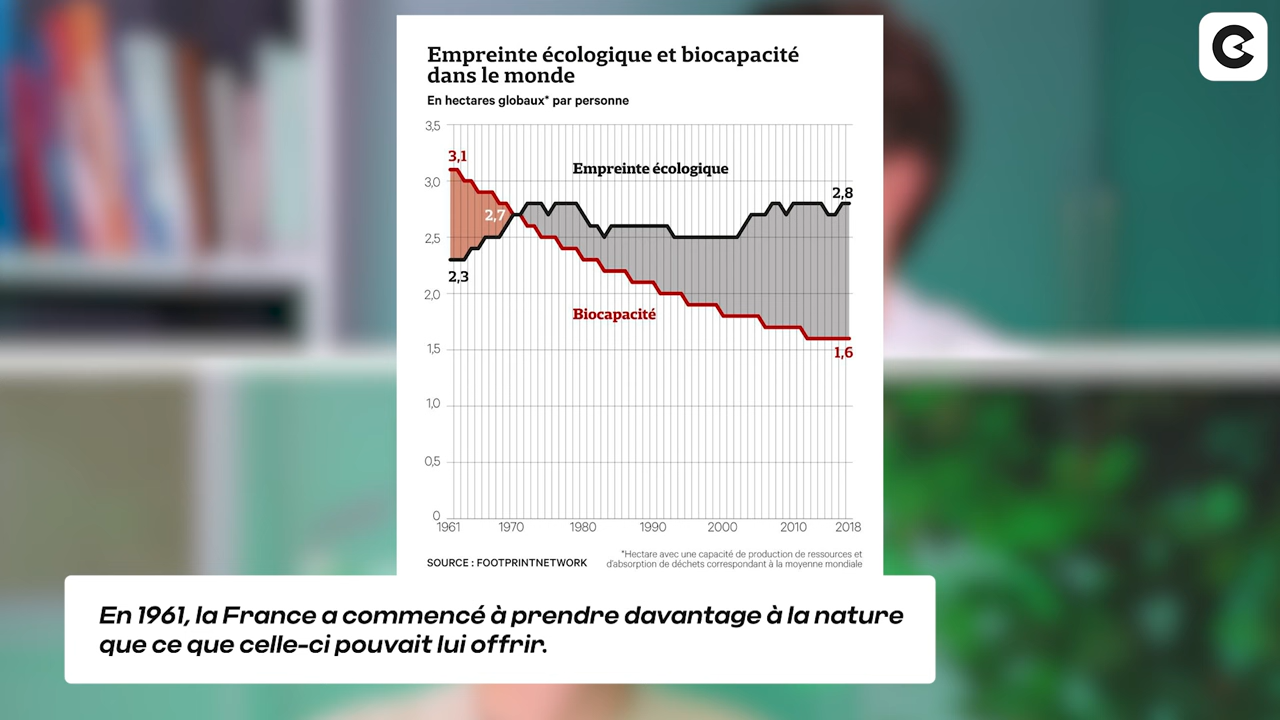 Empreinte écologique et biocapacité
dans le monde
En hectares globaux* par personne
3,5
3,1
Empreinte écologique
3,0
2,8
2,7
2,5
2,3
2,0
Biocapacité
1,5
1,6
1,0
0,5
0
1961 1970 1980 1990 2000 2010 2018
SOURCE : FOOTPRINTNETWORK
*Hectare avec une capacité de production de ressources et
d'absorption de déchets correspondant à la moyenne mondiale
En 1961, la France a commencé à prendre davantage à la nature
que ce que celle-ci pouvait lui offrir.